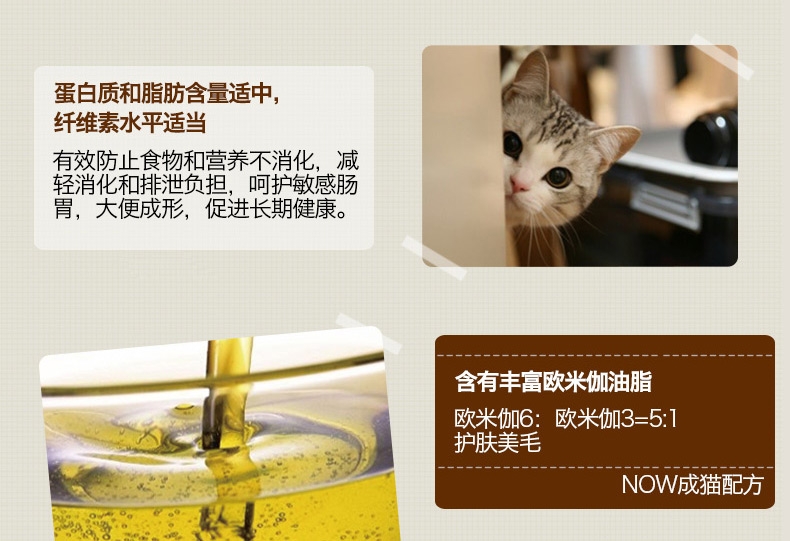 蛋白质和脂肪含量适中,
纤维素水平适当
有效防止食物和营养不消化，减
轻消化和排泄负担，呵护敏感肠
胃，大便成形，促进长期健康。
含有丰富欧米伽油脂
欧米伽6：欧米伽3=5:1
护肤美毛
NOW成猫配方